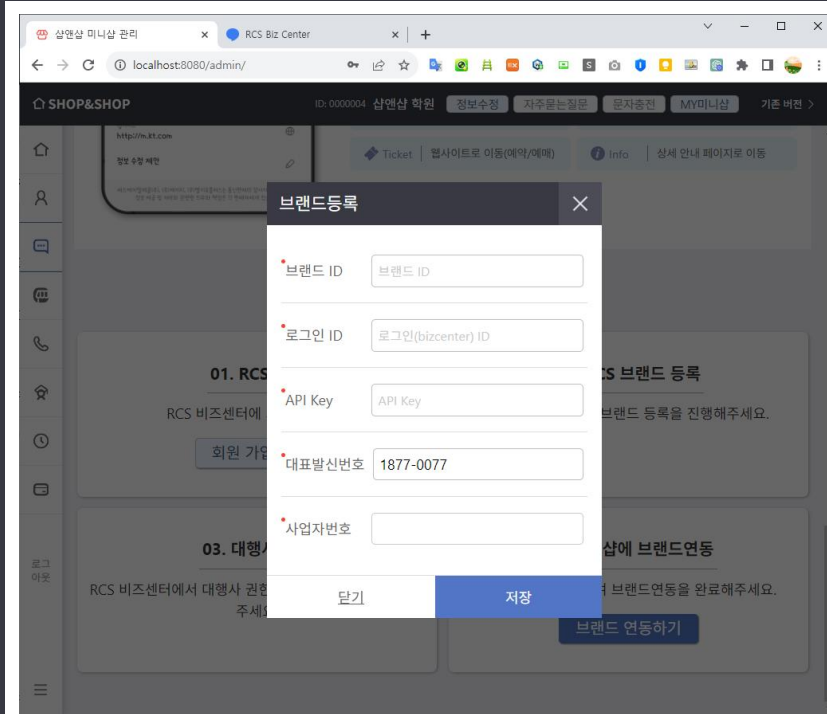 샵앤샵 미니샵 관리
RCS Biz Center
localhost:8080/admin/
SHOP&SHOP
ID: 0000004 샵앤샵 학원 정보수정 자주묻는질문 문자충전 MY미니샵 기존 버전 >
http://m.kt.com
정보 수정 제안
Ticket | 웹사이트로 이동(예약/예매)
Info | 상세 안내 페이지로 이동
브랜드등록
*브랜드 ID
브랜드 ID
*로그인 ID
로그인(bizcenter) ID
*API Key
API Key
*대표발신번호
1877-0077
*사업자번호
닫기
저장
01. RCS
RCS 비즈센터에
회원 가입
CS 브랜드 등록
브랜드 등록을 진행해주세요.
03. 대행사
RCS 비즈센터에서 대행사 권한
주세요
샵에 브랜드연동
브랜드연동을 완료해주세요.
브랜드 연동하기
로그
아웃